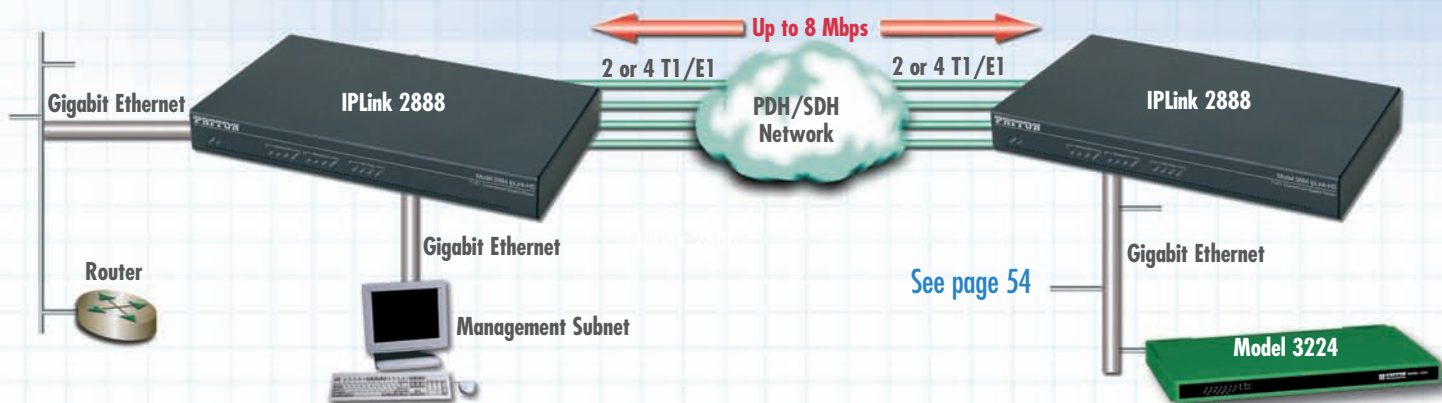 Up to 8 Mbps
2 or 4 T1/E1
2 or 4 T1/E1
Gigabit Ethernet
IPLink 2888
PDH/SDH
Network
IPLink 2888
PATTON
Gigabit Ethernet
Gigabit Ethernet
Router
See page 54
Management Subnet
Model 3224